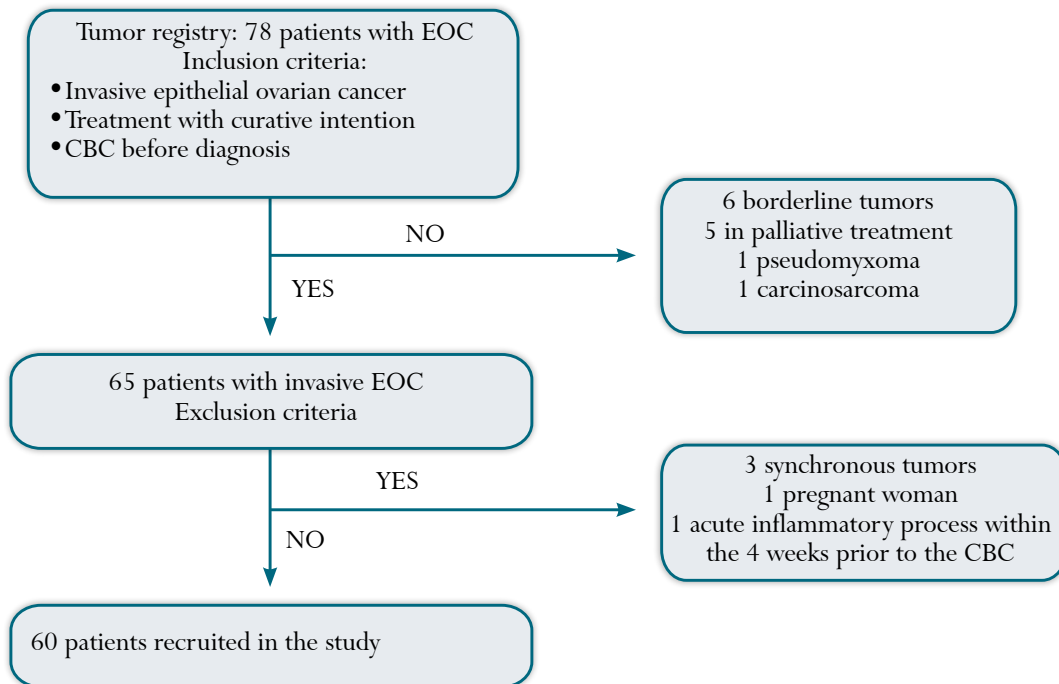 Tumor registry: 78 patients with EOC
Inclusion criteria:
• Invasive epithelial ovarian cancer
• Treatment with curative intention
• CBC before diagnosis
NO
6 borderline tumors
5 in palliative treatment
1 pseudomyxoma
1 carcinosarcoma
YES
65 patients with invasive EOC
Exclusion criteria
YES
3 synchronous tumors
1 pregnant woman
1 acute inflammatory process within
the 4 weeks prior to the CBC
NO
60 patients recruited in the study